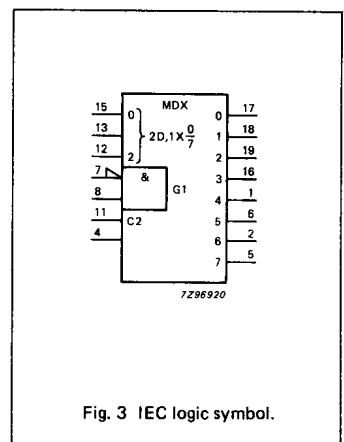 MDX
15 0 0 17
13 } 2D,1X 0/7 1 18
12 2 2 19
7 & 3 16
8 G1 4 1
11 C2 5 6
4 6 2
7 5
7Z96920
Fig. 3 IEC logic symbol.